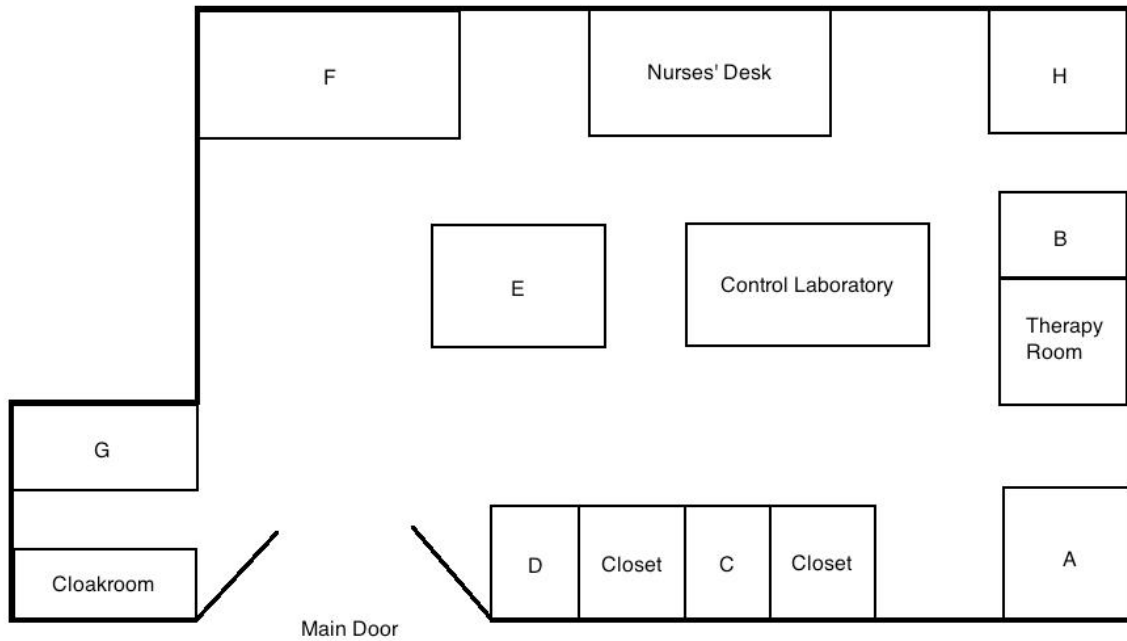 F
Nurses' Desk
H
B
E
Control Laboratory
Therapy
Room
G
D
Closet
C
Closet
A
Cloakroom
Main Door